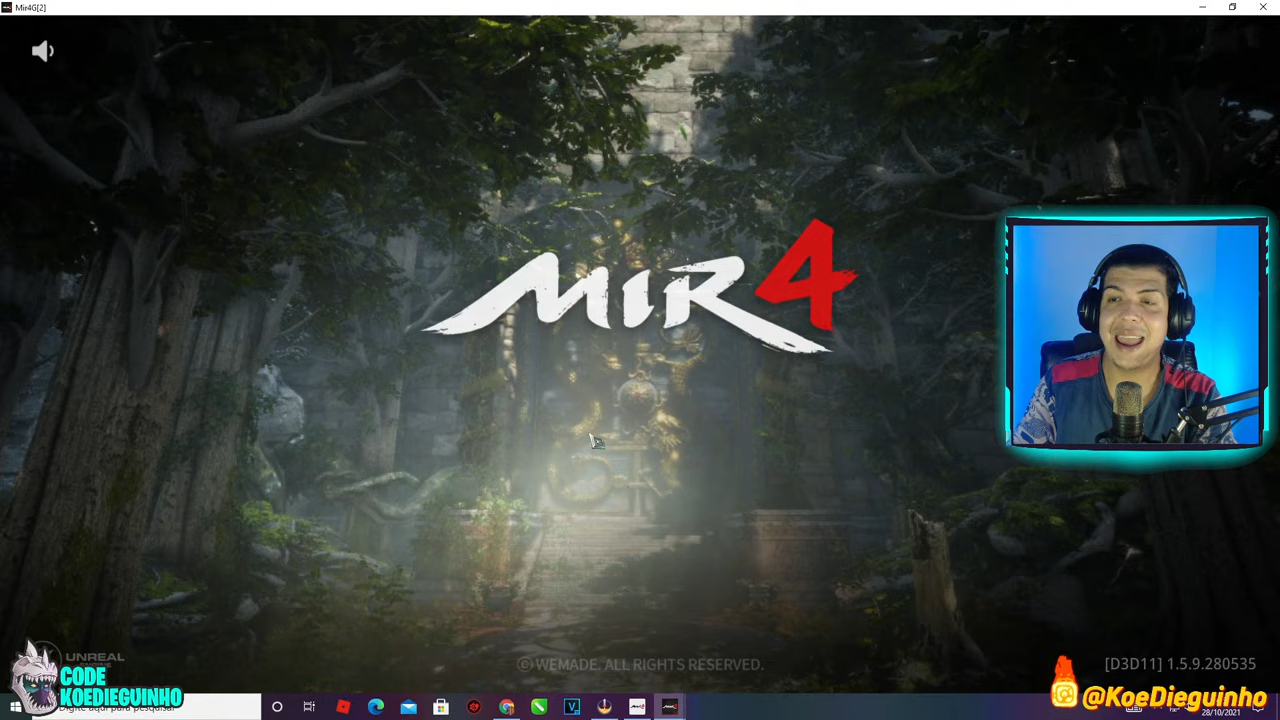 Mir4G[2]
MIR4
UNREAL
© WEMADE. ALL RIGHTS RESERVED.
[D3D11] 1.5.9.280535
CODE
KOEDIEGUINHO
@KoeDieguinho
28/10/2021